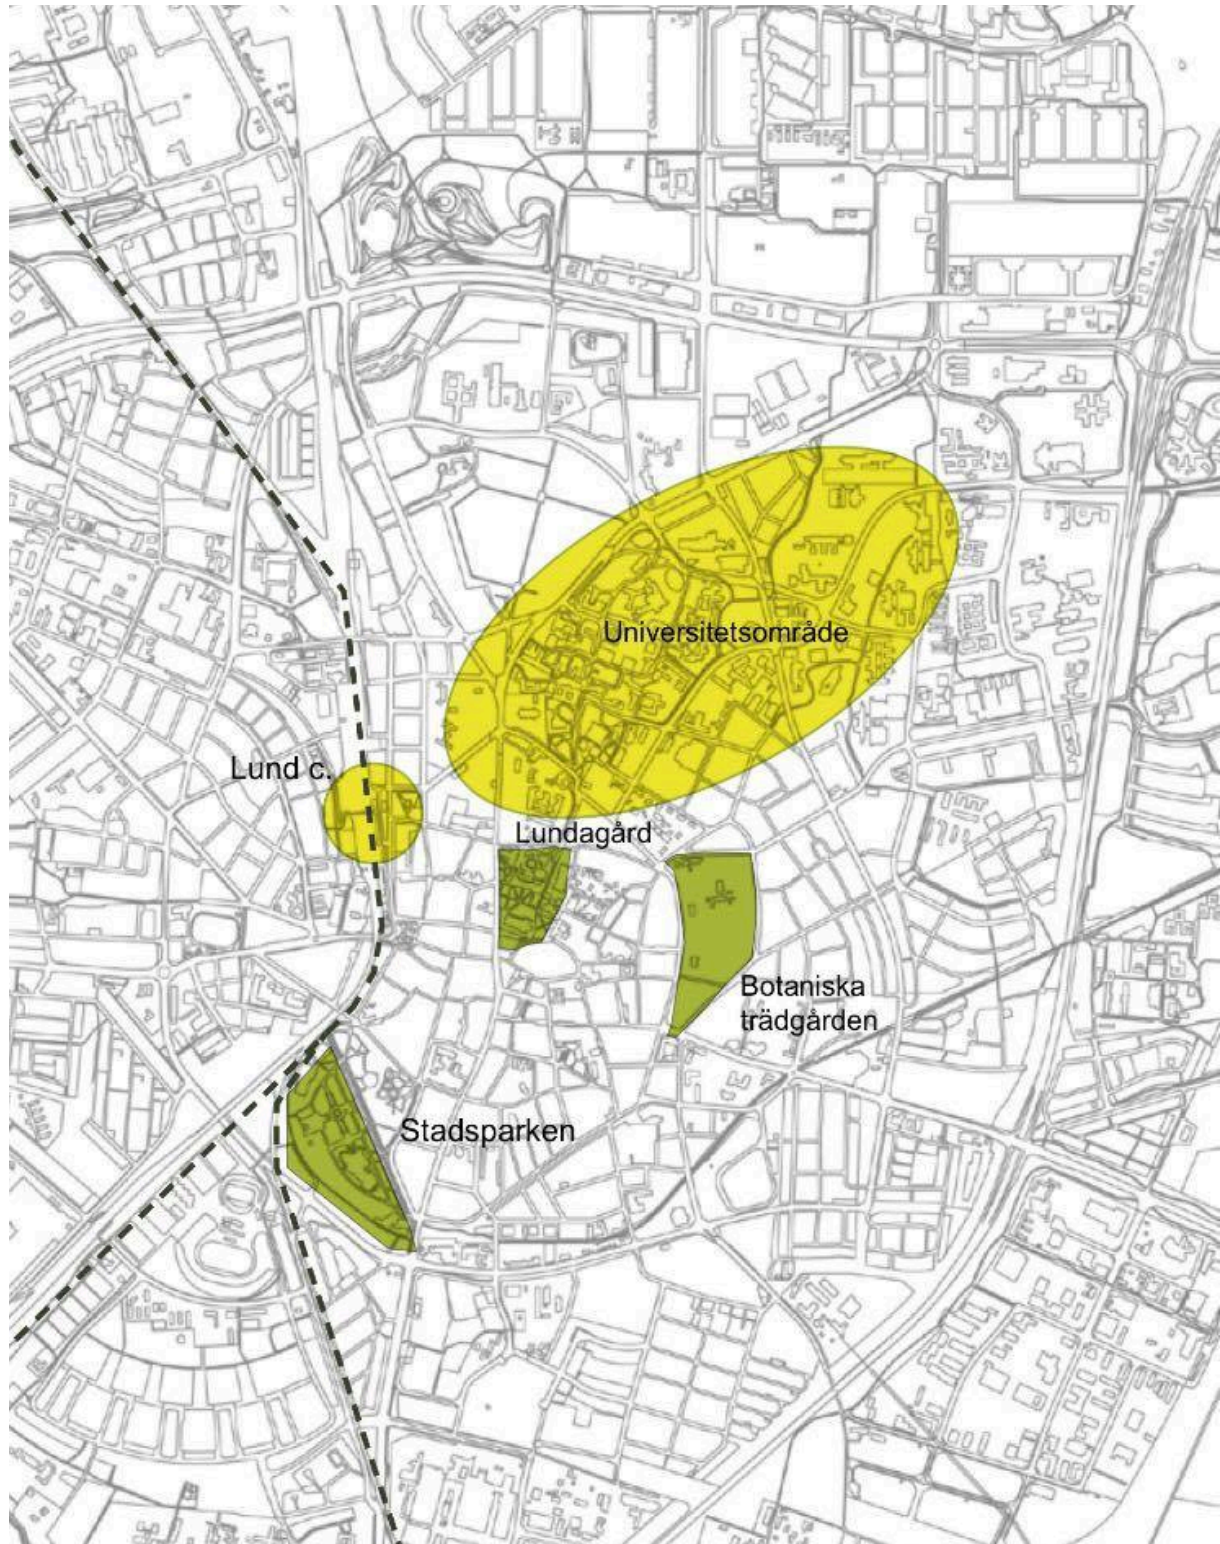 Universitetsområde
Lund c.
Lundagård
Botaniska
trädgården
Stadsparken